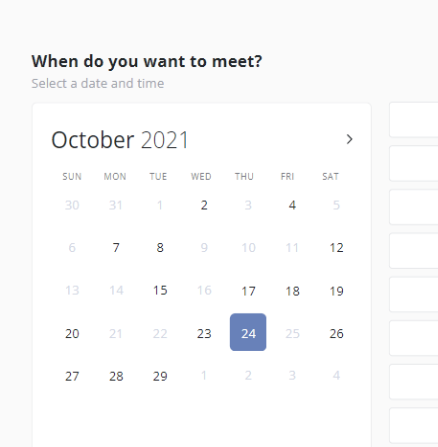 When do you want to meet?
Select a date and time
October 2021
SUN MON TUE WED THU FRI SAT
30 31 1 2 3 4 5
6 7 8 9 10 11 12
13 14 15 16 17 18 19
20 21 22 23 24 25 26
27 28 29 1 2 3 4